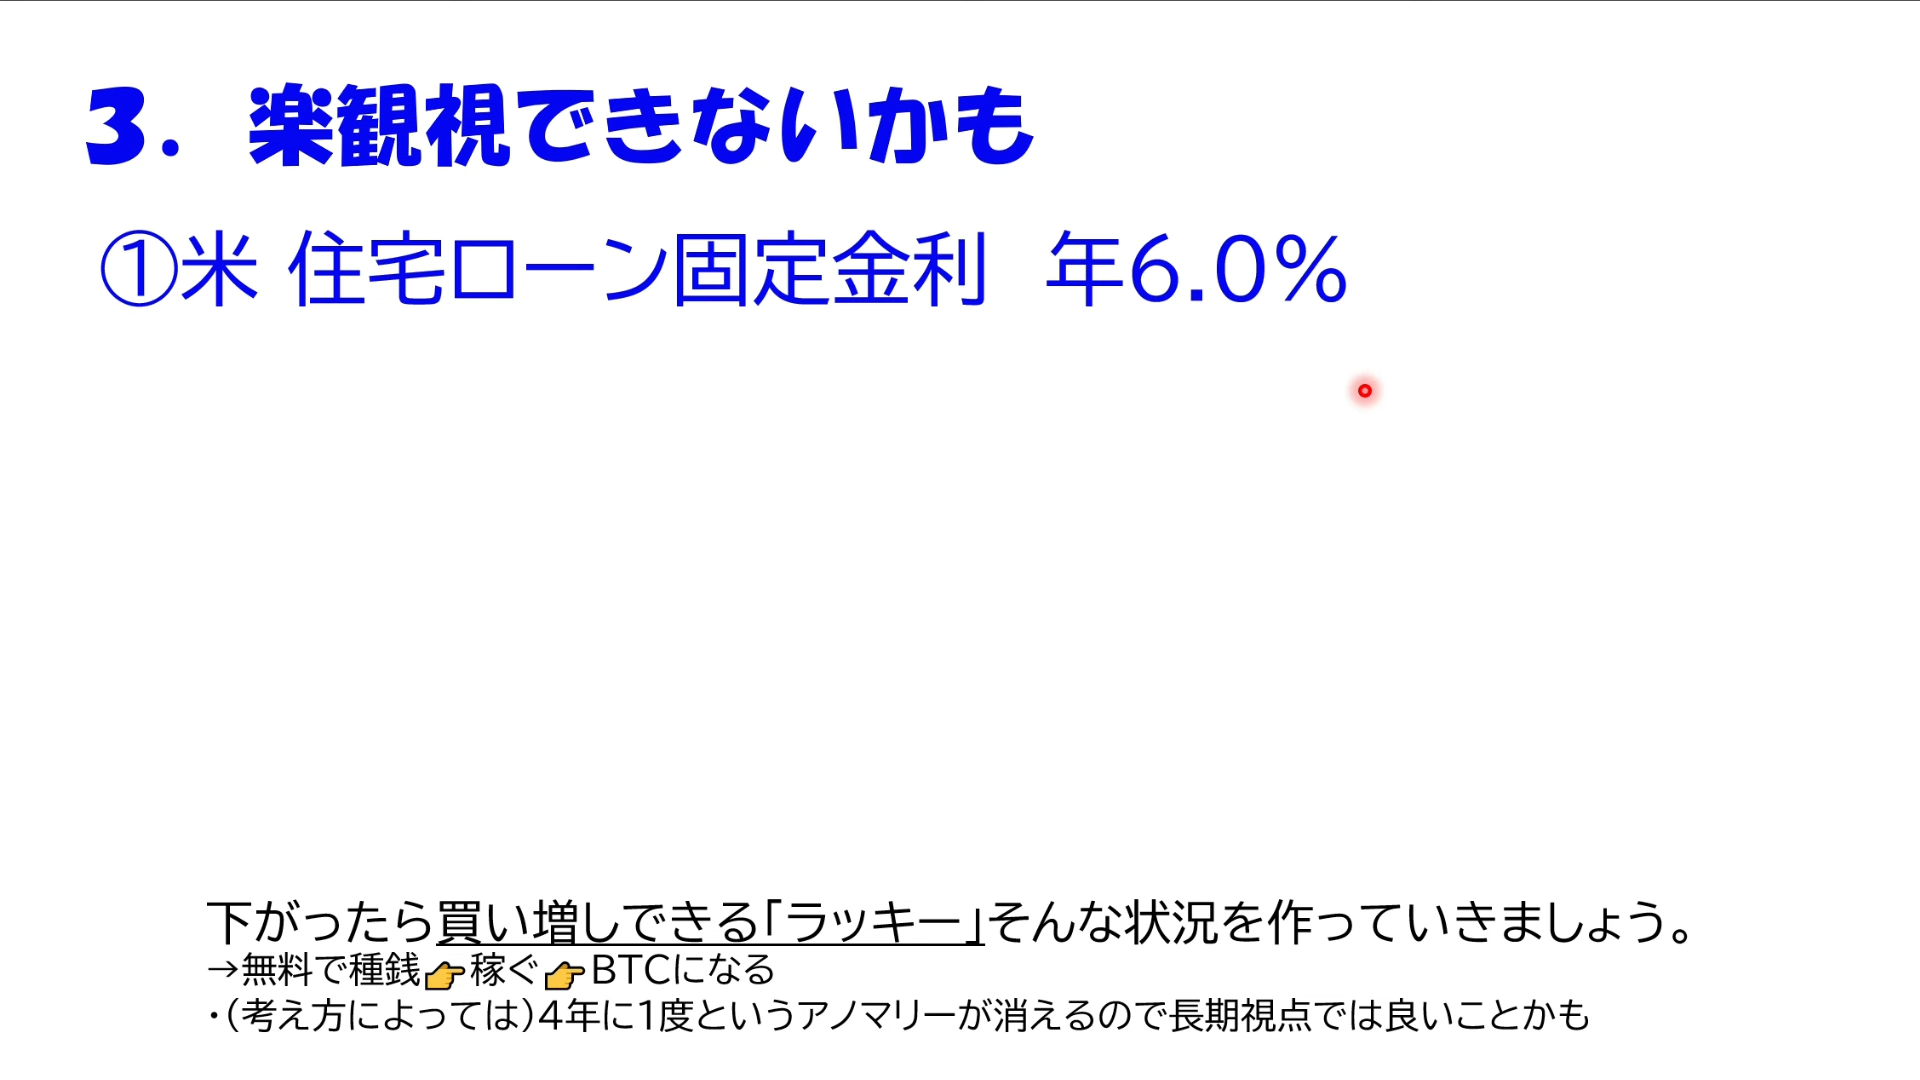 3. 楽観視できないかも
①米 住宅ローン固定金利 年6.0%
下がったら買い増しできる「ラッキー」そんな状況を作っていきましょう。
→無料で種銭👉稼ぐ👉BTCになる
・(考え方によっては)4年に1度というアノマリーが消えるので長期視点では良いことかも